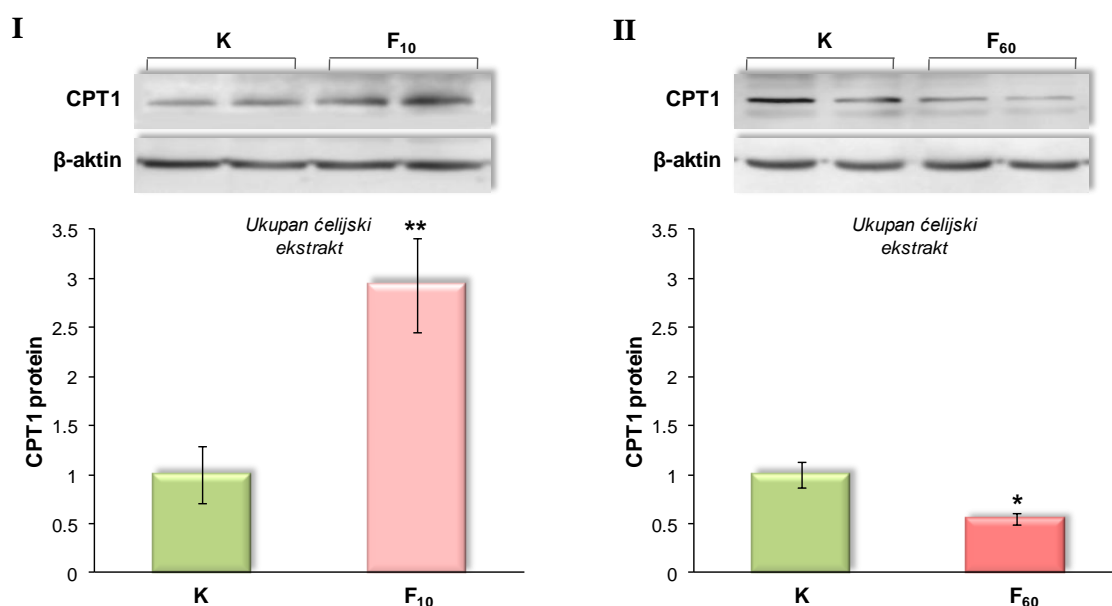 I
K F₁₀
CPT1
β-aktin
Ukupan ćelijski
ekstrakt
**
CPT1 protein
3.5
3
2.5
2
1.5
1
0.5
0
K F₁₀
II
K F₆₀
CPT1
β-aktin
Ukupan ćelijski
ekstrakt
*
CPT1 protein
3.5
3
2.5
2
1.5
1
0.5
0
K F₆₀